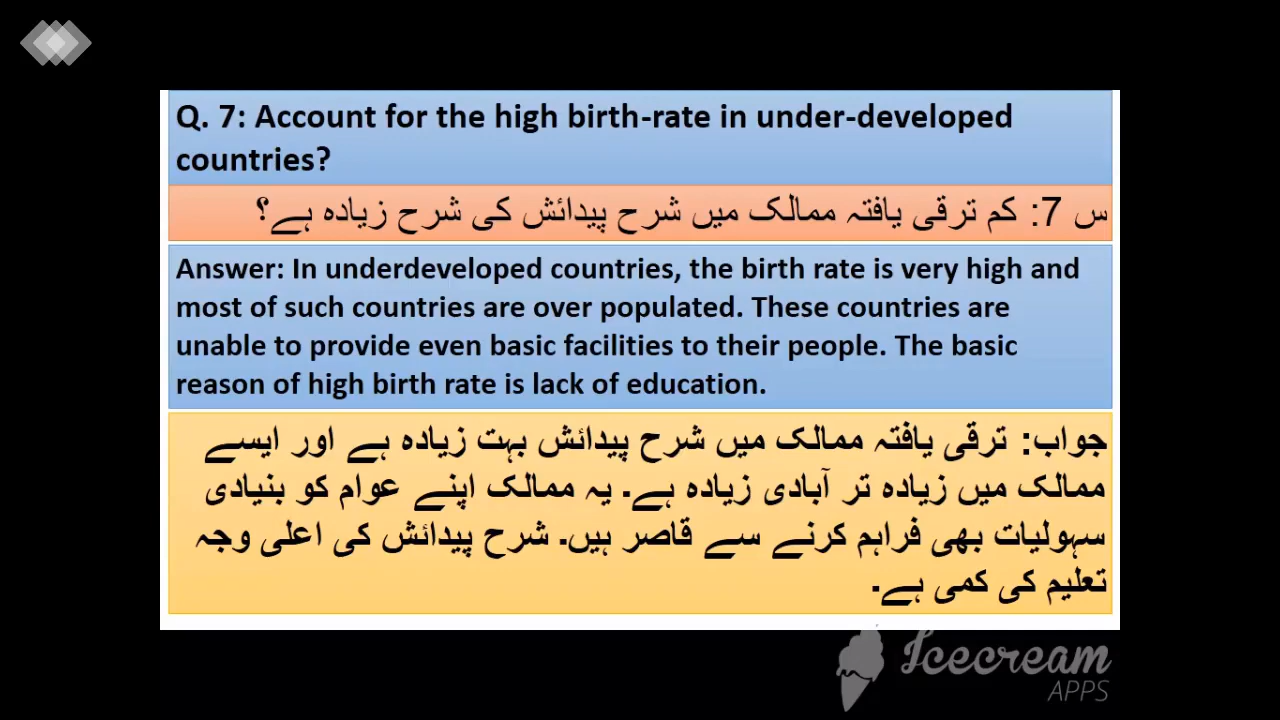 Q. 7: Account for the high birth-rate in under-developed
countries?
س 7: کم ترقی یافتہ ممالک میں شرح پیدائش کی شرح زیادہ ہے؟
Answer: In underdeveloped countries, the birth rate is very high and
most of such countries are over populated. These countries are
unable to provide even basic facilities to their people. The basic
reason of high birth rate is lack of education.
جواب: ترقی یافتہ ممالک میں شرح پیدائش بہت زیادہ ہے اور ایسے
ممالک میں زیادہ تر آبادی زیادہ ہے۔ یہ ممالک اپنے عوام کو بنیادی
سہولیات بھی فراہم کرنے سے قاصر ہیں۔ شرح پیدائش کی اعلی وجہ
تعلیم کی کمی ہے۔
Icecream
APPS